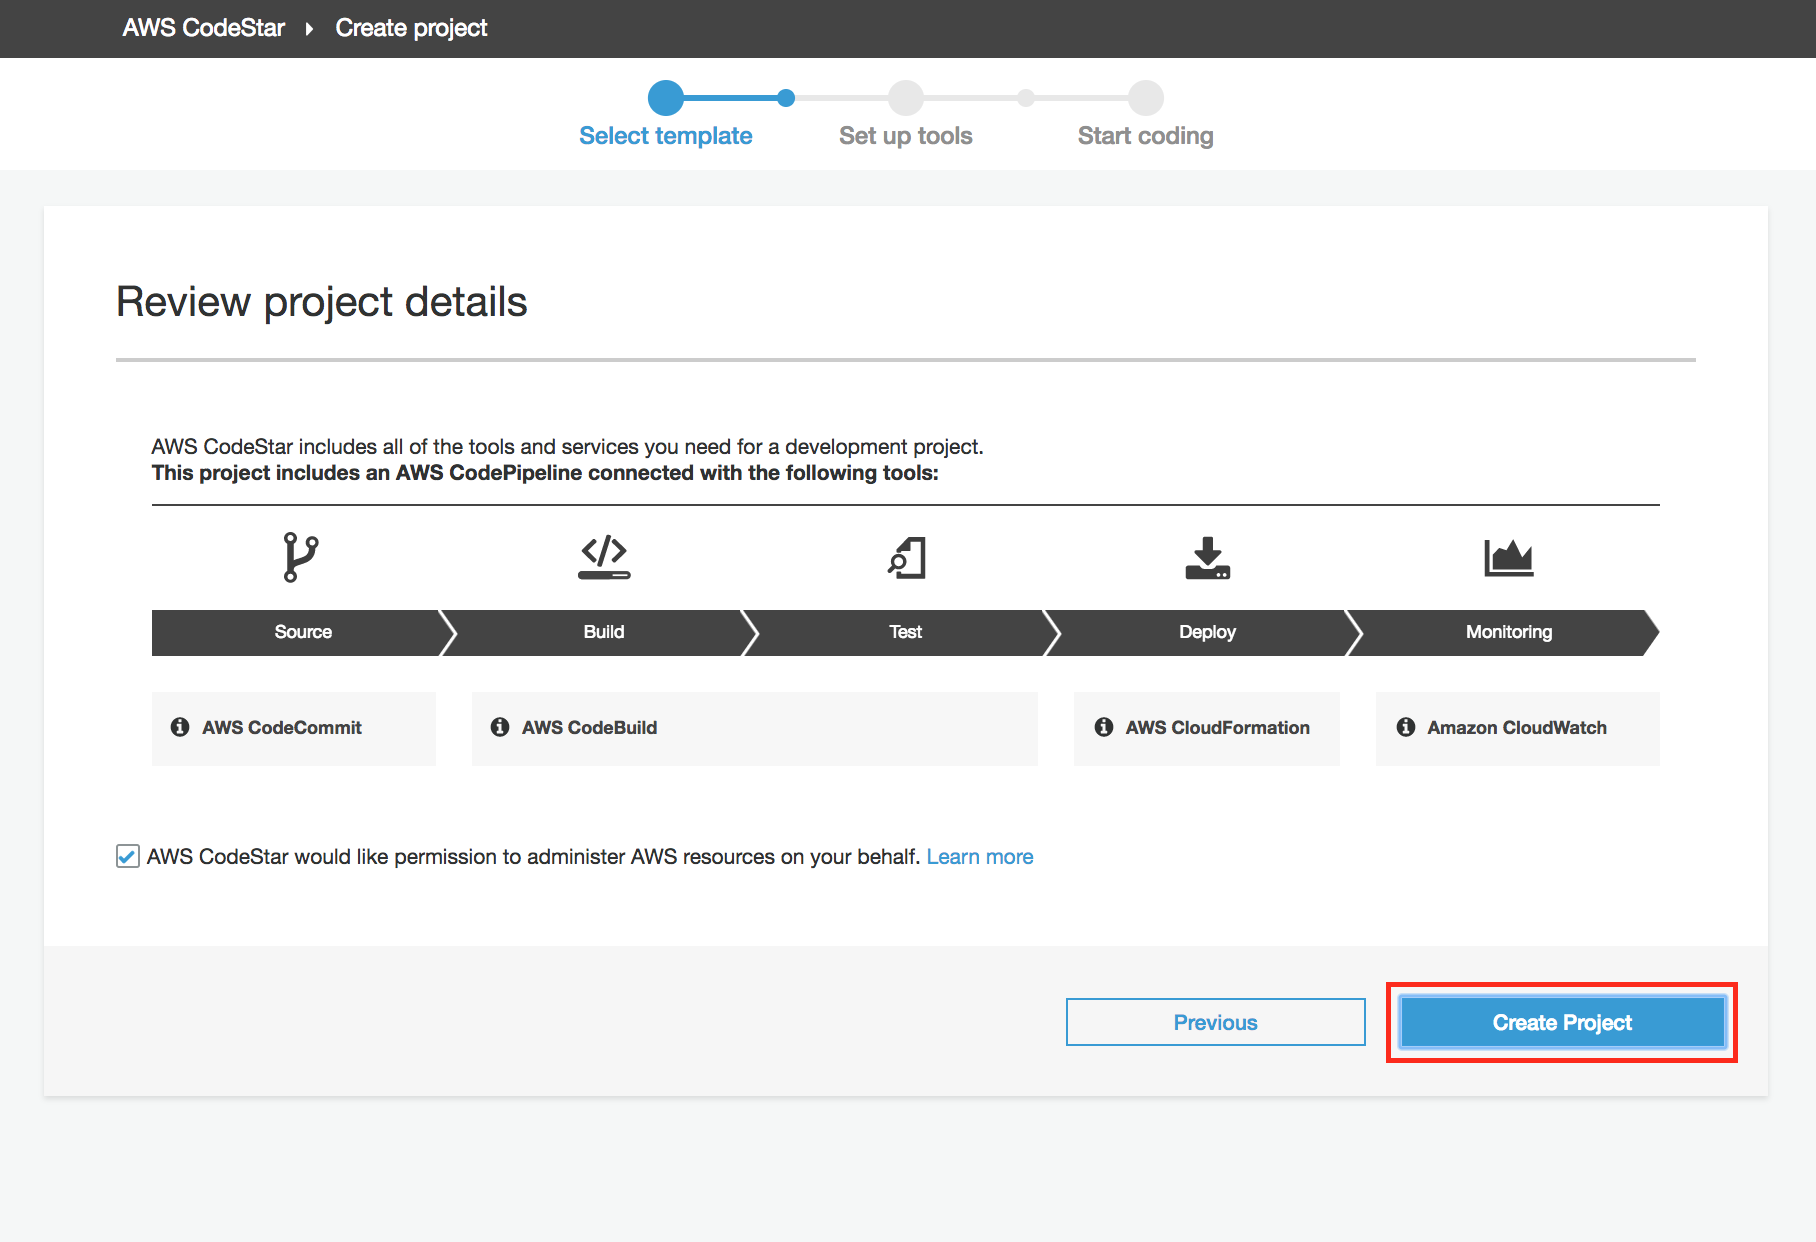 AWS CodeStar Create project
Select template
Set up tools
Start coding
Review project details
AWS CodeStar includes all of the tools and services you need for a development project.
This project includes an AWS CodePipeline connected with the following tools:
Source
Build
Test
Deploy
Monitoring
AWS CodeCommit
AWS CodeBuild
AWS CloudFormation
Amazon CloudWatch
AWS CodeStar would like permission to administer AWS resources on your behalf. Learn more
Previous
Create Project